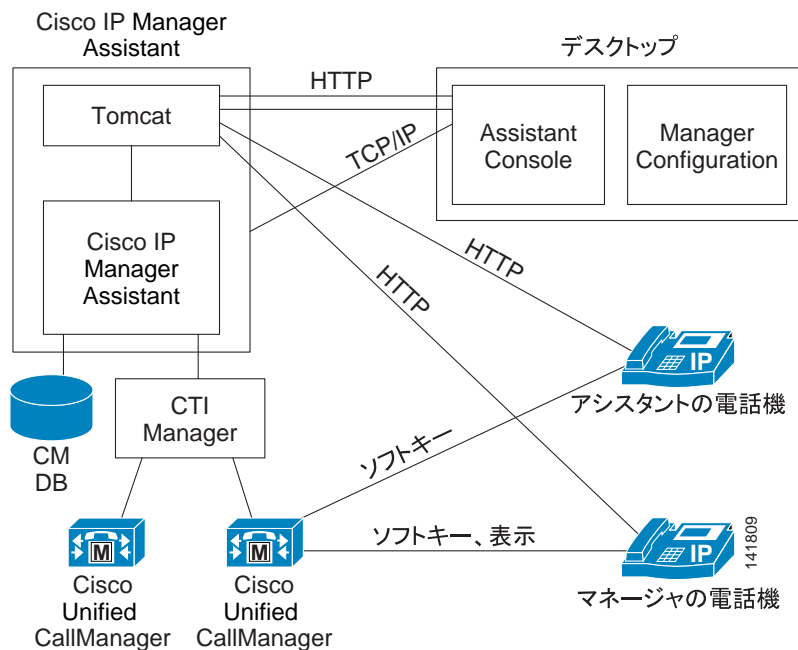 Cisco IP Manager
Assistant
デスクトップ
HTTP
Tomcat
Assistant
Console
Manager
Configuration
TCP/IP
Cisco IP
Manager
Assistant
HTTP
HTTP
IP
アシスタントの電話機
CTI
Manager
CM
DB
ソフトキー
M
M
ソフトキー、表示
IP
141809
Cisco
Unified
CallManager
Cisco
Unified
CallManager
マネージャの電話機